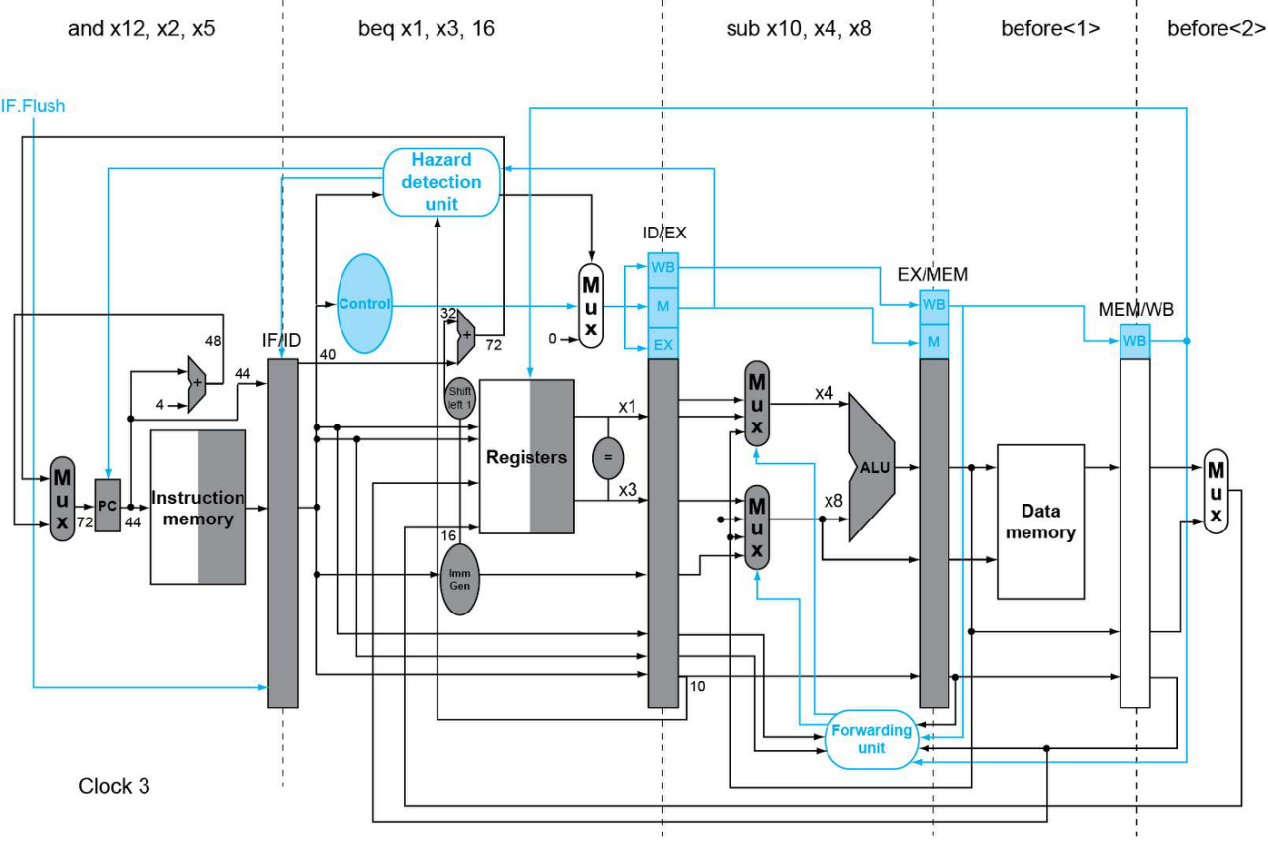 and x12, x2, x5
beq x1, x3, 16
sub x10, x4, x8
before<1>
before<2>
IF.Flush
Hazard
detection
unit
ID/EX
WB
M
EX
Control
Mux
0
EX/MEM
WB
M
MEM/WB
WB
IF/ID
48
44
4
+
40
32
+
72
Shift
left 1
Registers
x1
=
x3
Mux
x4
Mux
x8
ALU
Mux
72
PC
44
Instruction
memory
16
Imm
Gen
Data
memory
Mux
10
Forwarding
unit
Clock 3